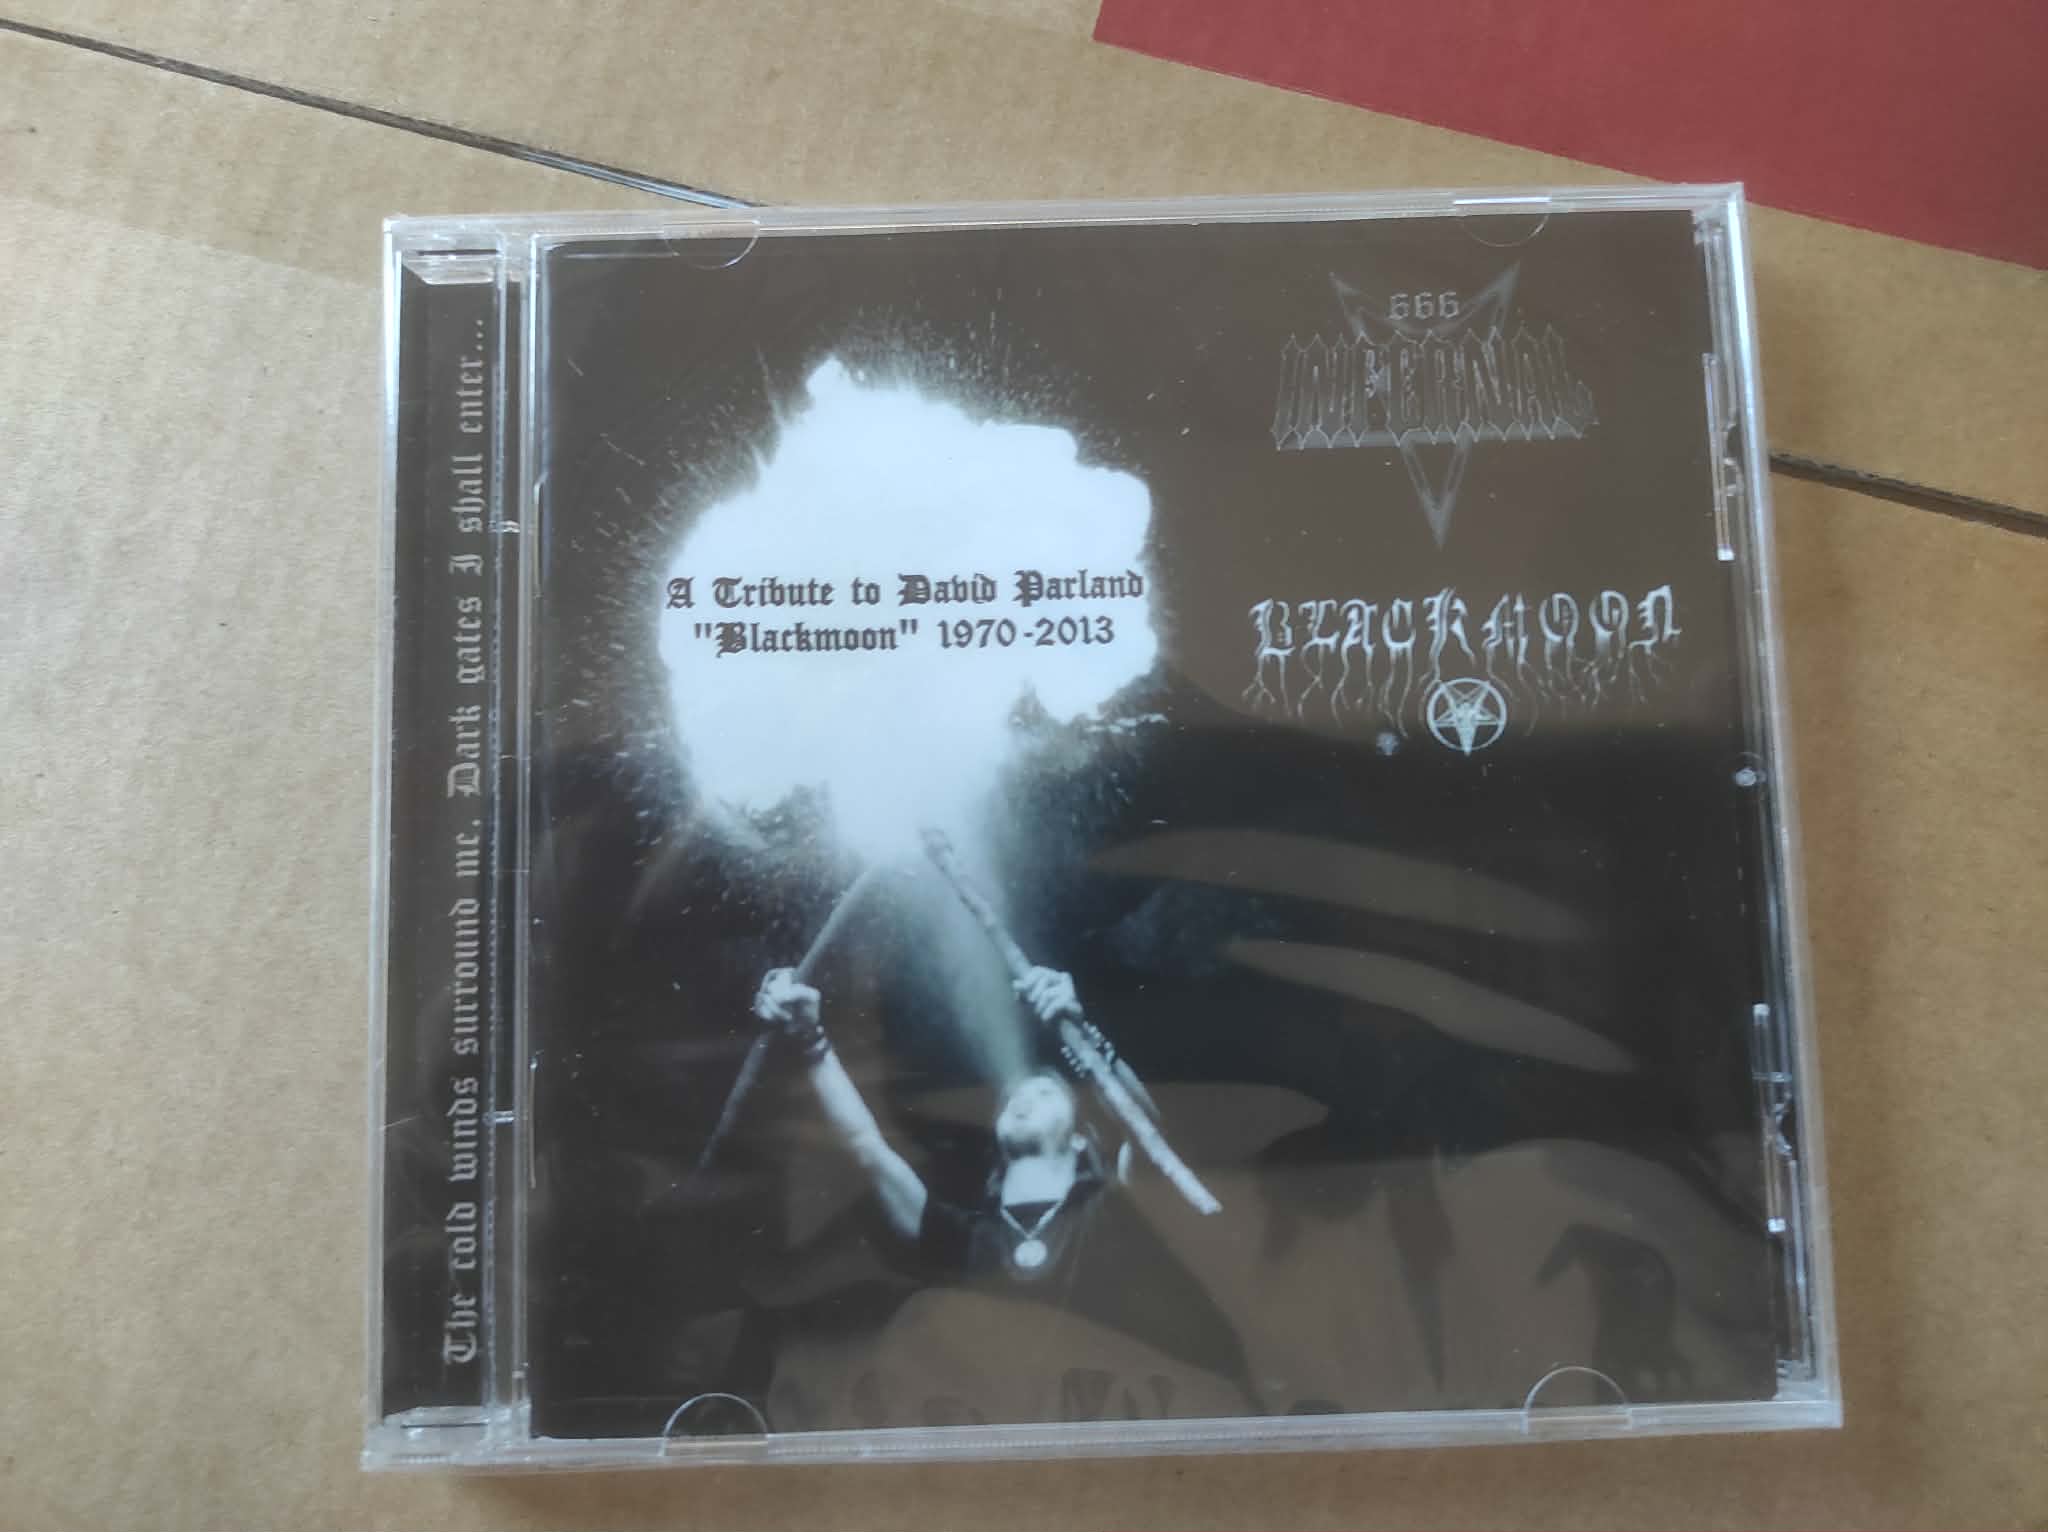 The cold winds surround me, Dark gates I shall enter...
A Tribute to David Parland
"Blackmoon" 1970-2013
666
INFERNAL
BLACKMOON